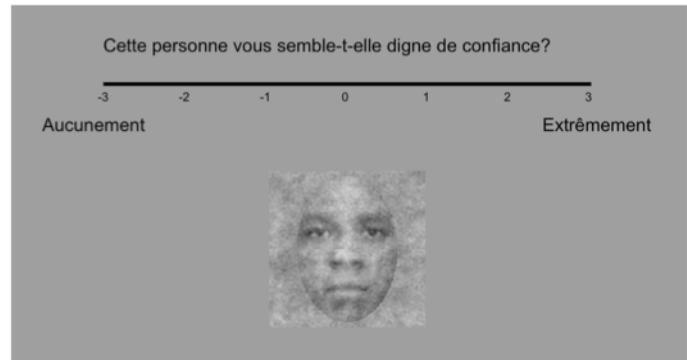 Cette personne vous semble-t-elle digne de confiance?
-3 -2 -1 0 1 2 3
Aucunement Extrêmement